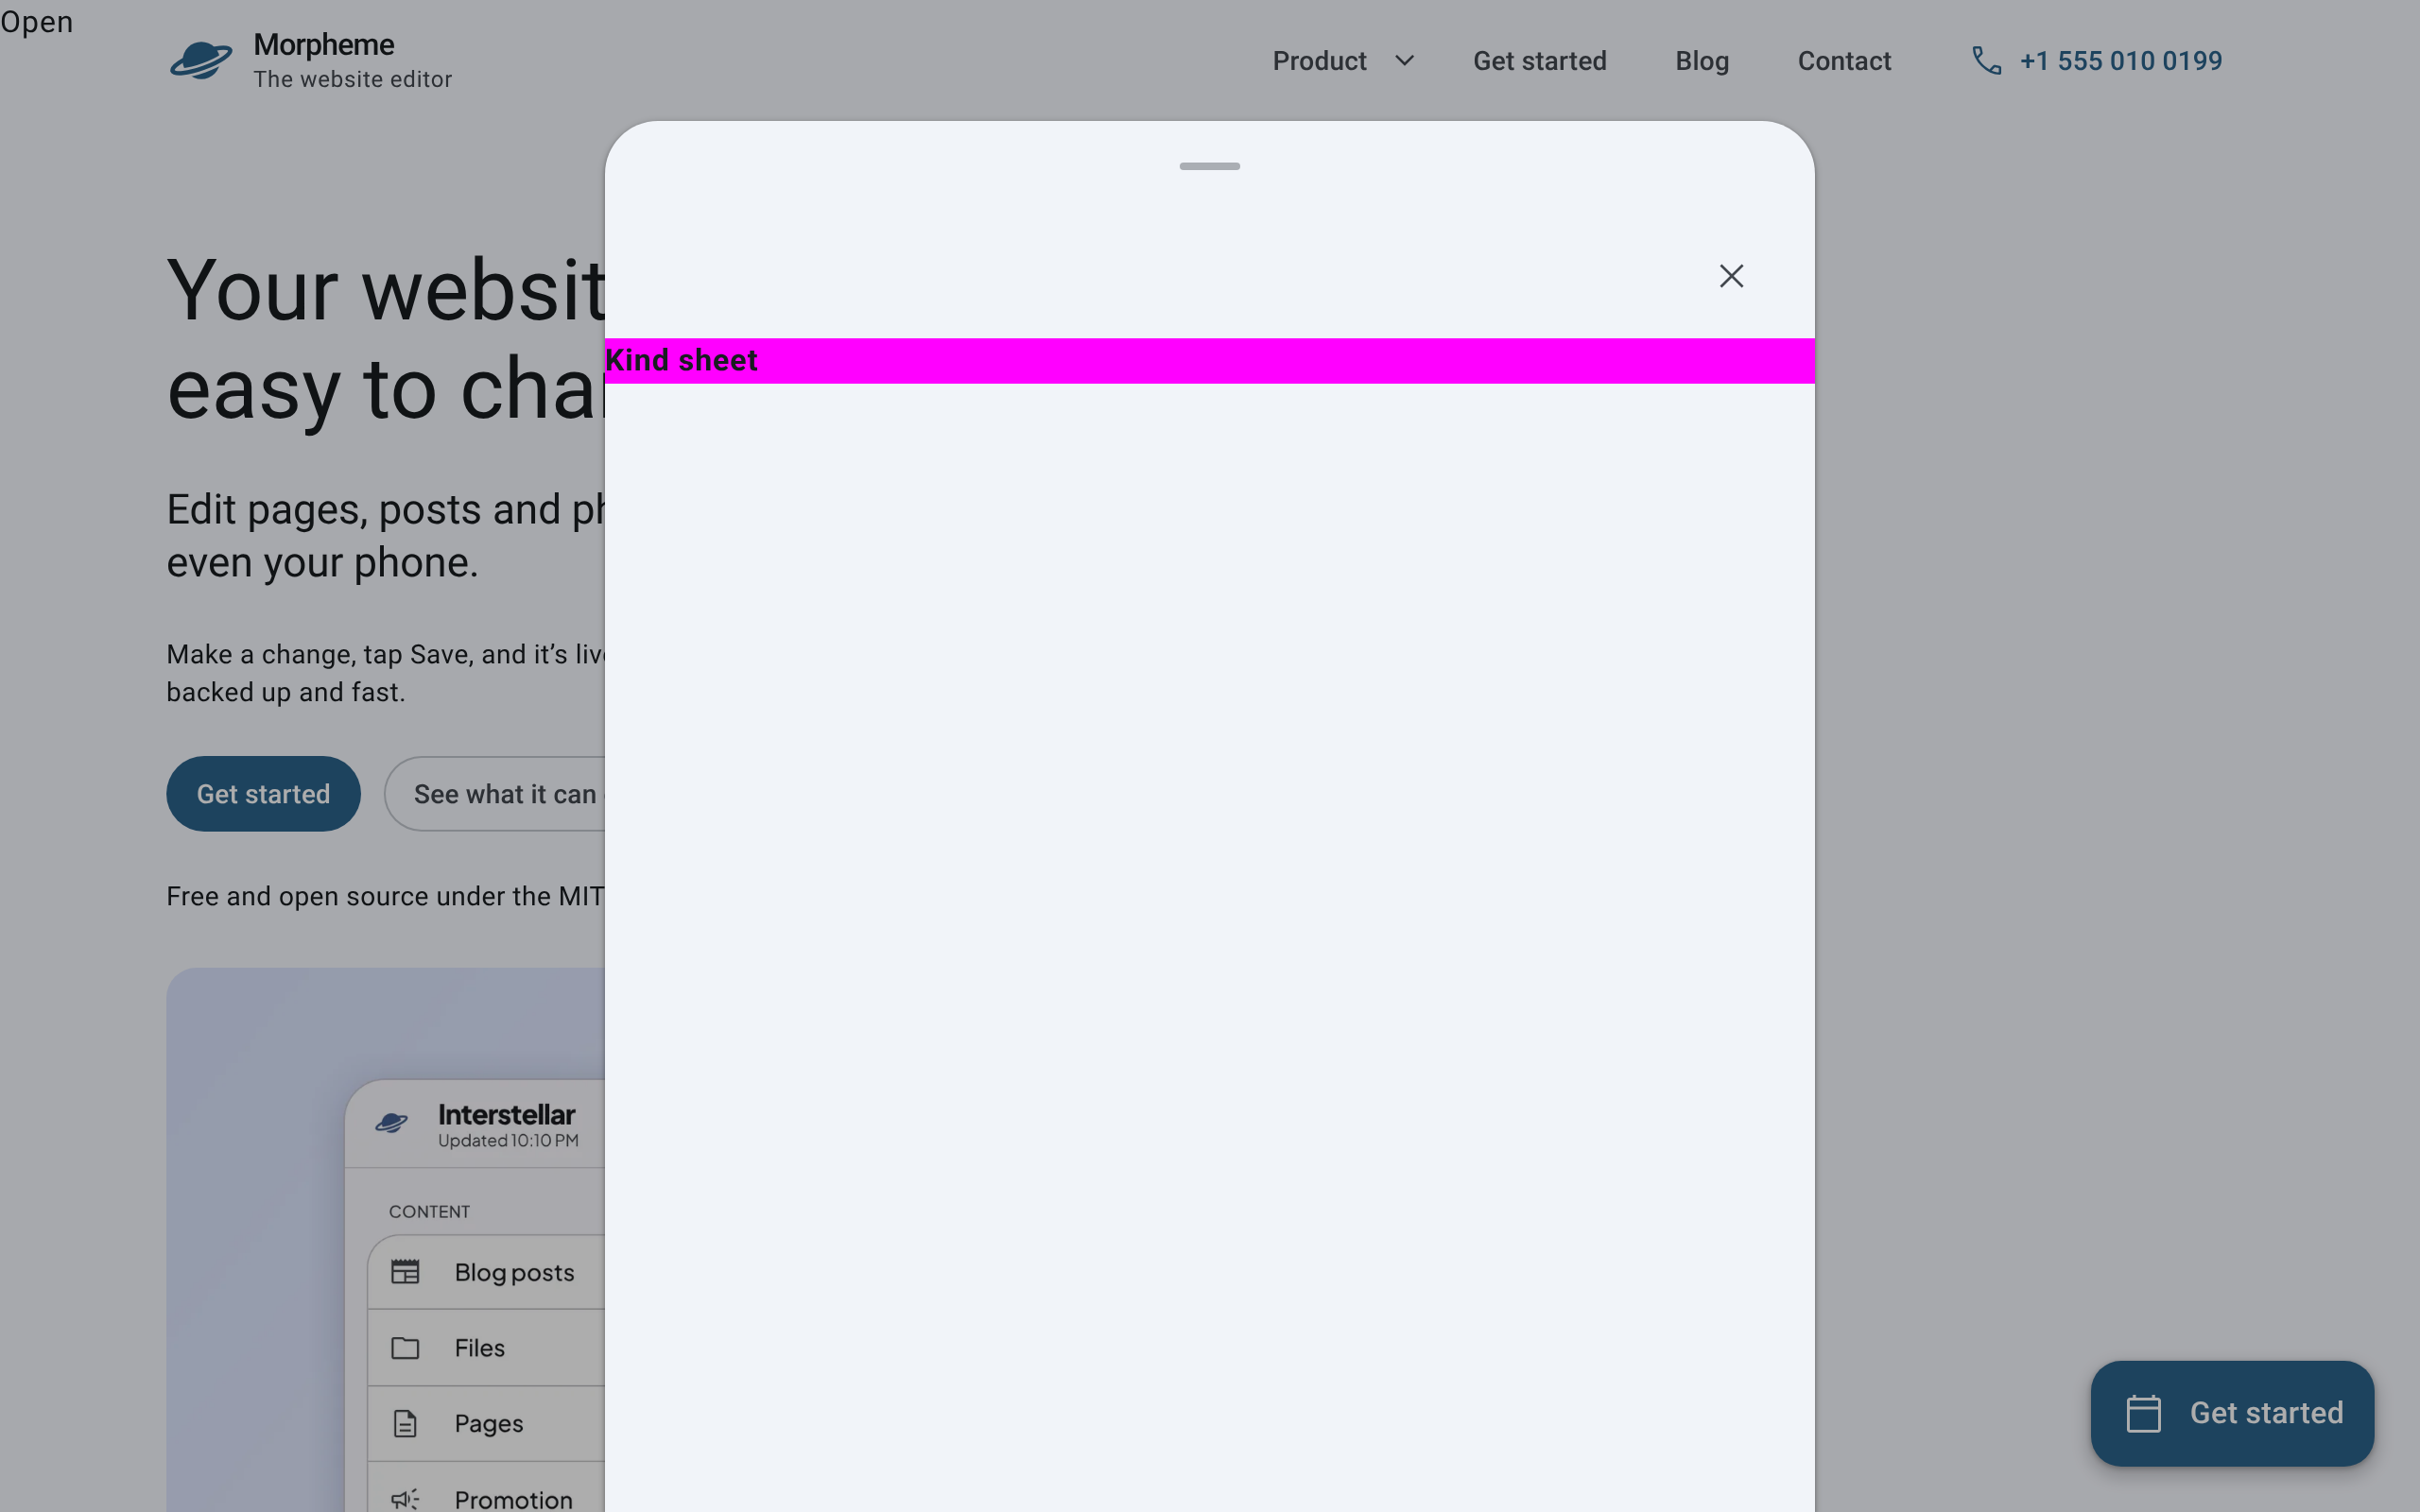 Open
Morpheme
The website editor
Product
Get started
Blog
Contact
+1 555 010 0199
Kind sheet
Your websit
easy to cha
Edit pages, posts and ph
even your phone.
Make a change, tap Save, and it’s liv
backed up and fast.
Get started
See what it can
Free and open source under the MIT
Interstellar
Updated 10:10 PM
CONTENT
Blog posts
Files
Pages
Promotion
Get started